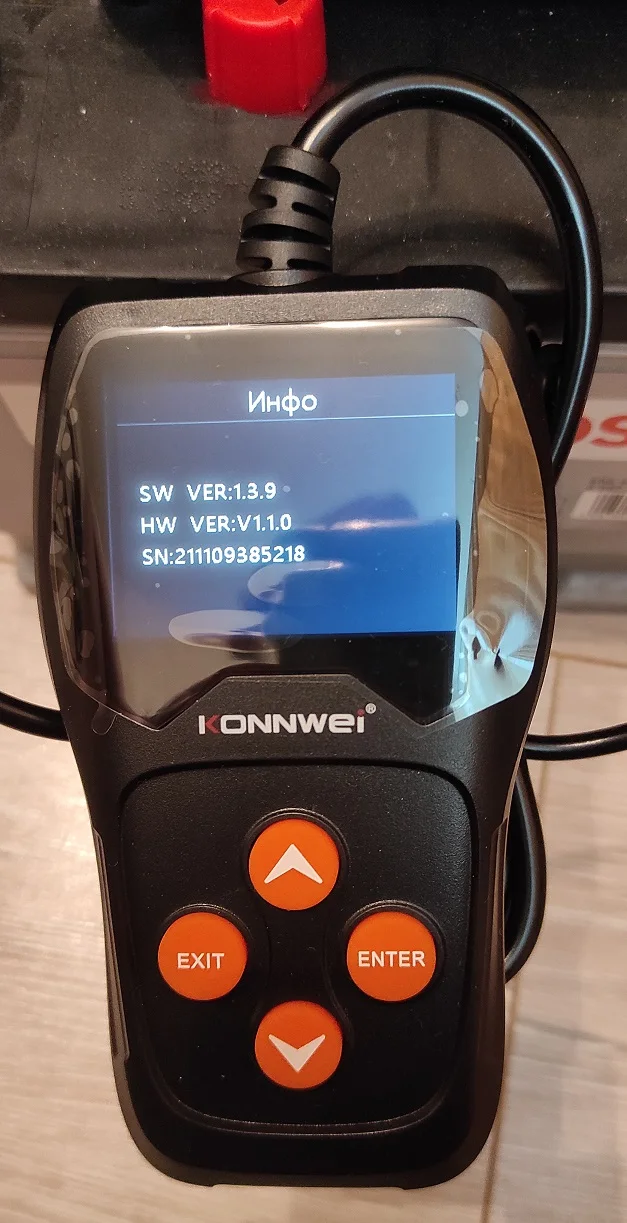 Инфо
SW VER:1.3.9
HW VER:V1.1.0
SN:211109385218
KONNWEI®
EXIT
ENTER